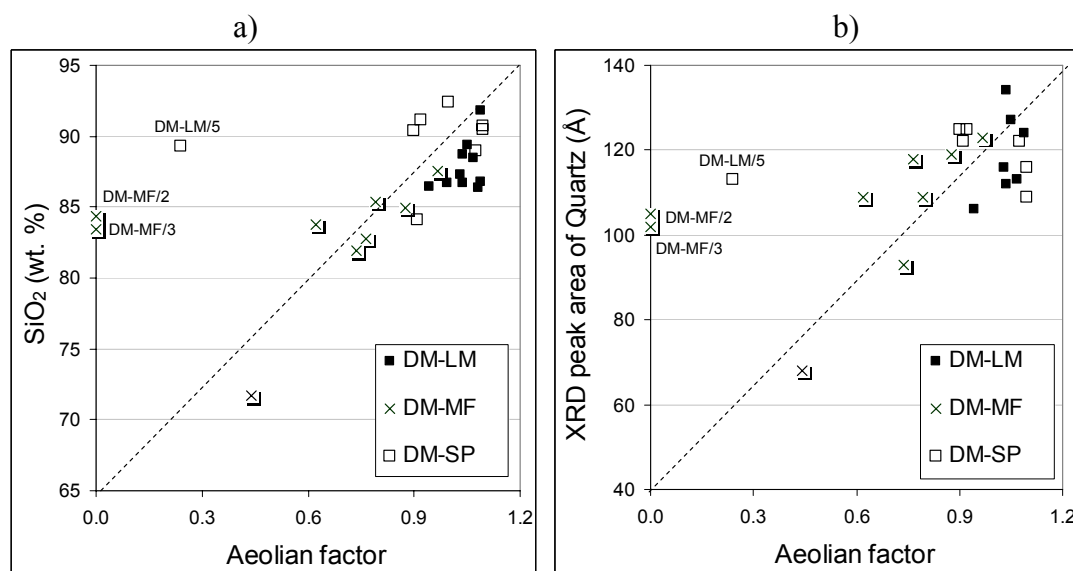 a)
95
90
85
80
75
70
65
SiO2 (wt. %)
DM-LM/5
DM-MF/2
DM-MF/3
DM-LM
DM-MF
DM-SP
0.0 0.3 0.6 0.9 1.2
Aeolian factor
b)
140
120
100
80
60
40
XRD peak area of Quartz (Å)
DM-LM/5
DM-MF/2
DM-MF/3
DM-LM
DM-MF
DM-SP
0.0 0.3 0.6 0.9 1.2
Aeolian factor